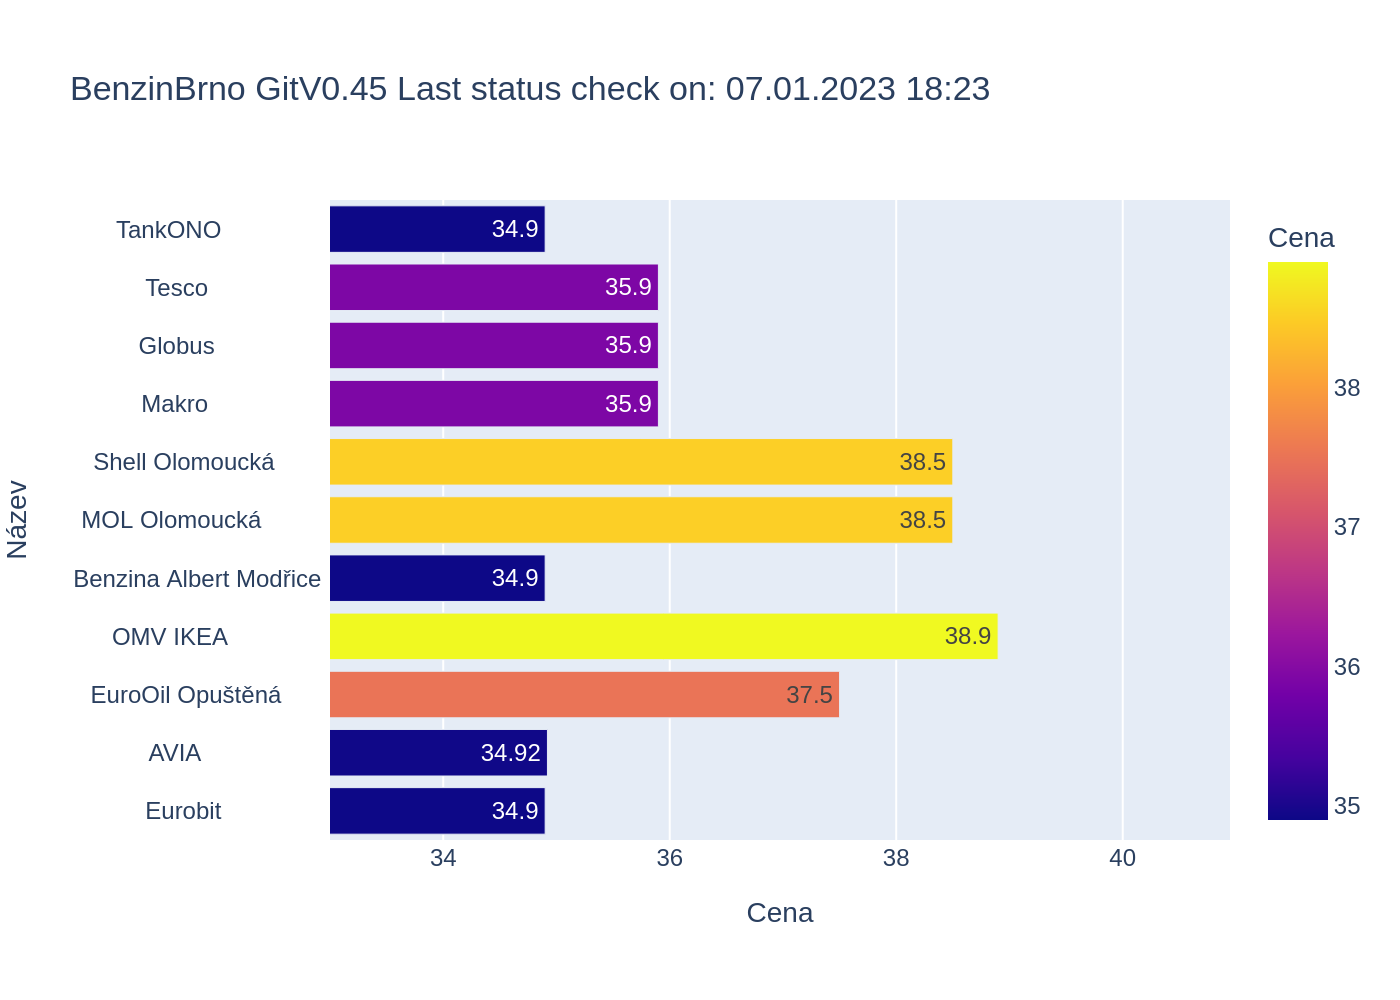 BenzinBrno GitV0.45 Last status check on: 07.01.2023 18:23
Cena
TankONO 34.9
Tesco 35.9
Globus 35.9
Makro 35.9
Shell Olomoucká 38.5
MOL Olomoucká 38.5
Benzina Albert Modřice 34.9
OMV IKEA 38.9
EuroOil Opuštěná 37.5
AVIA 34.92
Eurobit 34.9
Název
34 36 38 40
Cena
38
37
36
35